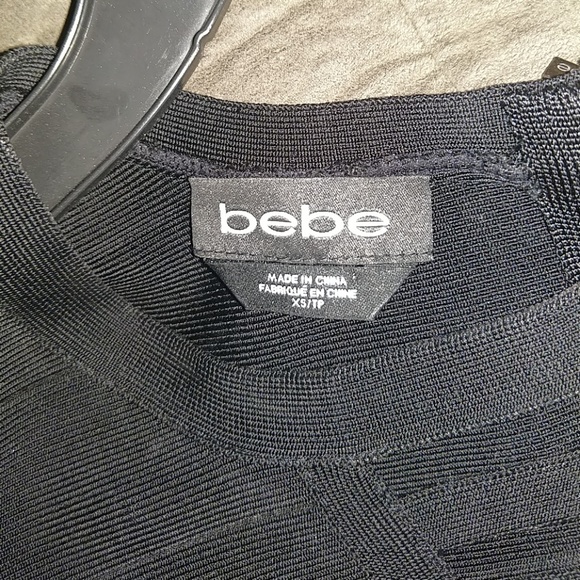 bebe
MADE IN CHINA
FABRIQUÉ EN CHINE
XS/TP